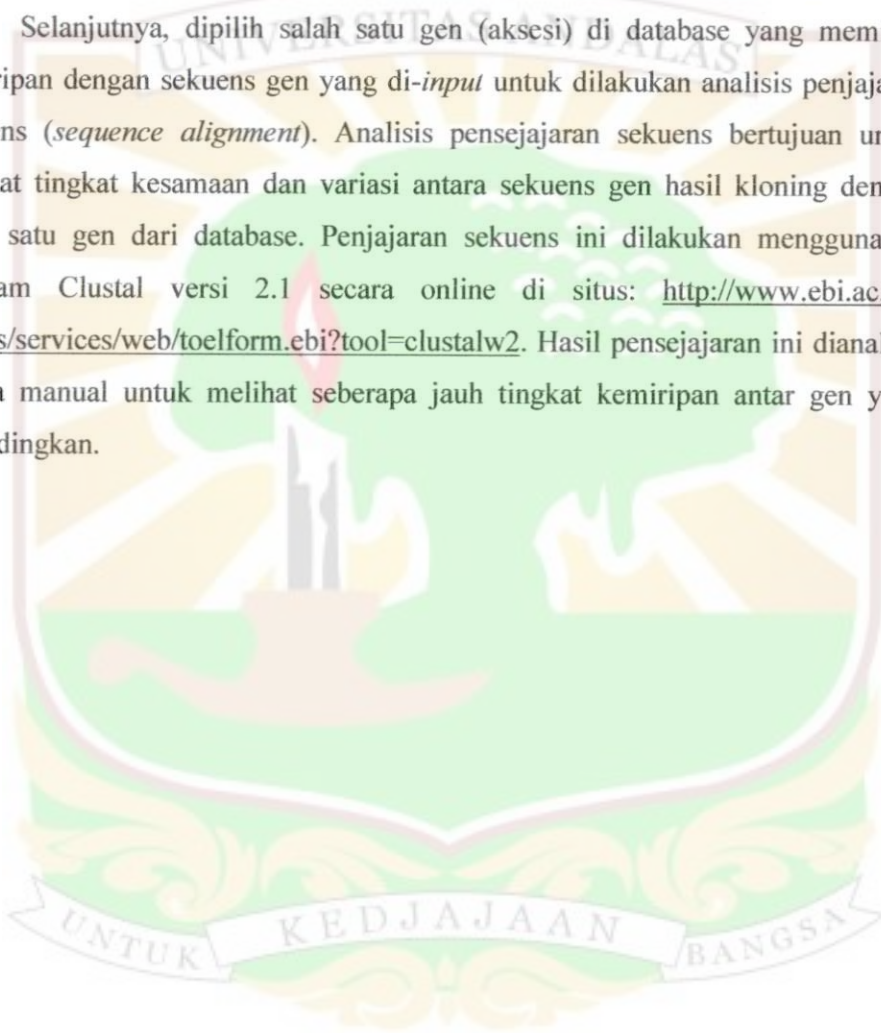 Selanjutnya, dipilih salah satu gen (aksesi) di database yang mem
ripan dengan sekuens gen yang di-input untuk dilakukan analisis penjaja
ns (sequence alignment). Analisis pensejajaran sekuens bertujuan un
at tingkat kesamaan dan variasi antara sekuens gen hasil kloning den
satu gen dari database. Penjajaran sekuens ini dilakukan mengguna
am Clustal versi 2.1 secara online di situs: http://www.ebi.ac.
s/services/web/toelform.ebi?tool=clustalw2. Hasil pensejajaran ini dianal
manual untuk melihat seberapa jauh tingkat kemiripan antar gen y
dingkan.
UNIVERSITAS ANDALAS
UNTUK KEDJAJAAN BANGSA